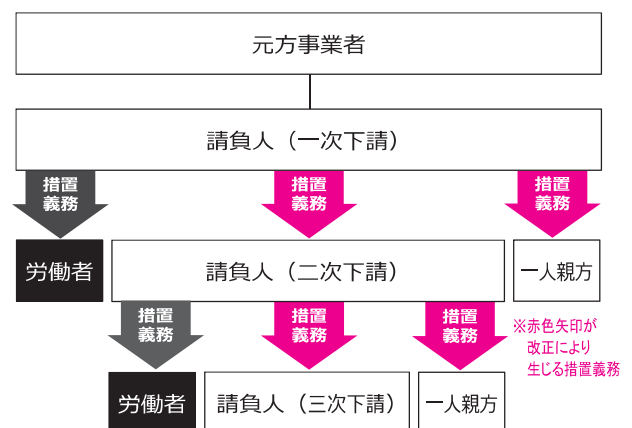 元方事業者
請負人（一次下請）
措置
義務
措置
義務
措置
義務
労働者
請負人（二次下請）
一人親方
措置
義務
措置
義務
措置
義務
※赤色矢印が
改正により
生じる措置義務
労働者
請負人（三次下請）
一人親方